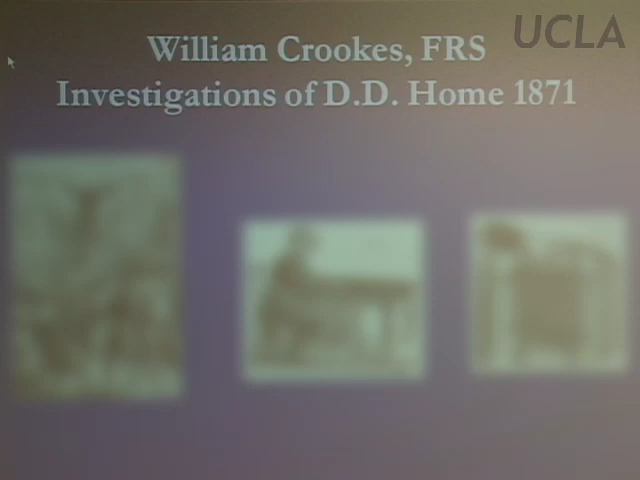 UCLA
William Crookes, FRS
Investigations of D.D. Home 1871